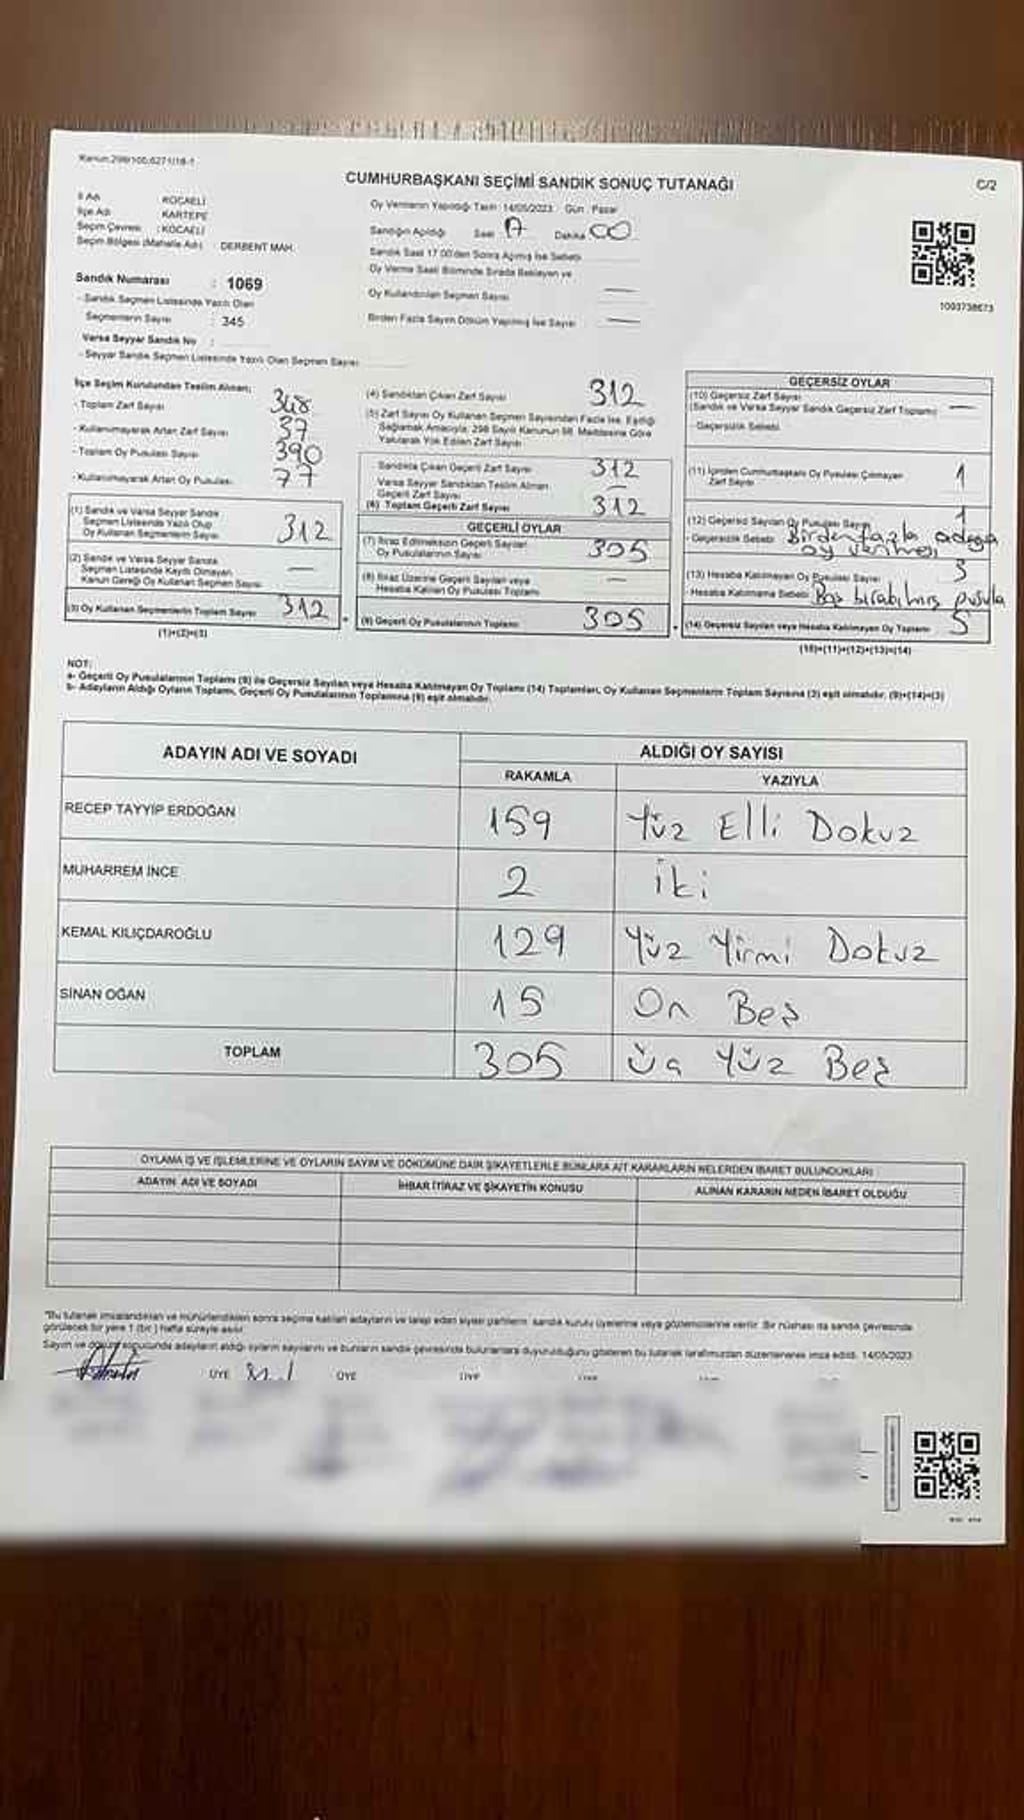 Kanun:298/105,6271/18-1
CUMHURBAŞKANI SEÇİMİ SANDIK SONUÇ TUTANAĞI
C/2
İl Adı KOCAELİ
İlçe Adı KARTEPE
Seçim Çevresi : KOCAELİ
Seçim Bölgesi (Mahalle Adı) : DERBENT MAH.
Sandık Numarası : 1069
- Sandık Seçmen Listesinde Yazılı Olan
Seçmenlerin Sayısı : 345
Varsa Seyyar Sandık No :
- Seyyar Sandık Seçmen Listesinde Yazılı Olan Seçmen Sayısı
Oy Vermenin Yapıldığı Tarih: 14/05/2023 Gün : Pazar
Sandığın Açıldığı Saat 17 Dakika 00
Sandık Saat 17.00'den Sonra Açılmış İse Sebebi
Oy Verme Saati Bitiminde Sırada Bekleyen ve
Oy Kullandırılan Seçmen Sayısı —
Birden Fazla Sayım Döküm Yapılmış İse Sayısı —
1093738673
İlçe Seçim Kurulundan Teslim Alınan;
- Toplam Zarf Sayısı 348
- Kullanılmayarak Artan Zarf Sayısı 37
- Toplam Oy Pusulası Sayısı 390
- Kullanılmayarak Artan Oy Pusulası 77
(1) Sandık ve Varsa Seyyar Sandık
Seçmen Listesinde Yazılı Olup
Oy Kullanan Seçmenlerin Sayısı 312
(2) Sandık ve Varsa Seyyar Sandık
Seçmen Listesinde Kaydı Olmayan,
Kanun Gereği Oy Kullanan Seçmen Sayısı —
(3) Oy Kullanan Seçmenlerin Toplam Sayısı 312
(1)+(2)=(3)
(4) Sandıktan Çıkan Zarf Sayısı 312
(5) Zarf Sayısı Oy Kullanan Seçmen Sayısından Fazla İse, Eşitliği
Sağlamak Amacıyla, 298 Sayılı Kanunun 98. Maddesine Göre
Yakılarak Yok Edilen Zarf Sayısı
Sandıkta Çıkan Geçerli Zarf Sayısı 312
Varsa Seyyar Sandıktan Teslim Alınan
Geçerli Zarf Sayısı —
(6) Toplam Geçerli Zarf Sayısı 312
GEÇERLİ OYLAR
(7) İtiraz Edilmeksizin Geçerli Sayılan
Oy Pusulalarının Sayısı 305
(8) İtiraz Üzerine Geçerli Sayılan veya
Hesaba Katılan Oy Pusulası Toplamı —
(9) Geçerli Oy Pusulalarının Toplamı 305
GEÇERSİZ OYLAR
(10) Geçersiz Zarf Sayısı
(Sandık ve Varsa Seyyar Sandık Geçersiz Zarf Toplamı) —
- Geçersizlik Sebebi
(11) İçinden Cumhurbaşkanı Oy Pusulası Çıkmayan
Zarf Sayısı 1
(12) Geçersiz Sayılan Oy Pusulası Sayısı 1
- Geçersizlik Sebebi Birden fazla adaya
oy verilmesi
(13) Hesaba Katılmayan Oy Pusulası Sayısı 3
- Hesaba Katılmama Sebebi Boş bırakılmış pusula
(14) Geçersiz Sayılan veya Hesaba Katılmayan Oy Toplamı 5
(10)+(11)+(12)+(13)=(14)
NOT:
a- Geçerli Oy Pusulalarının Toplamı (9) ile Geçersiz Sayılan veya Hesaba Katılmayan Oy Toplamı (14) Toplamları, Oy Kullanan Seçmenlerin Toplam Sayısına (3) eşit olmalıdır. (9)+(14)=(3)
b- Adayların Aldığı Oyların Toplamı, Geçerli Oy Pusulalarının Toplamına (9) eşit olmalıdır.
ADAYIN ADI VE SOYADI ALDIĞI OY SAYISI
RAKAMLA YAZIYLA
RECEP TAYYİP ERDOĞAN 159 Yüz Elli Dokuz
MUHARREM İNCE 2 İki
KEMAL KILIÇDAROĞLU 129 Yüz Yirmi Dokuz
SİNAN OĞAN 15 On Beş
TOPLAM 305 Üç Yüz Beş
OYLAMA İŞ VE İŞLEMLERİNE VE OYLARIN SAYIM VE DÖKÜMÜNE DAİR ŞİKAYETLERLE BUNLARA AİT KARARLARIN NELERDEN İBARET BULUNDUKLARI
ADAYIN ADI VE SOYADI İHBAR İTİRAZ VE ŞİKAYETİN KONUSU ALINAN KARARIN NEDEN İBARET OLDUĞU
"Bu tutanak imzalandıktan ve mühürlendikten sonra seçime katılan adayların ve talep eden siyasi partilerin sandık kurulu üyelerine veya gözlemcilerine verilir. Bir nüshası da sandık çevresinde
görülecek bir yere 1 (bir) hafta süreyle asılır.
Sayım ve döküm sonucunda adayların aldığı oyların sayılarını ve bunların sandık çevresinde bulunanlara duyurulduğunu gösteren bu tutanak tarafımızdan düzenlenerek imza edildi. 14/05/2023
ÜYE ÜYE ÜYE ÜYE